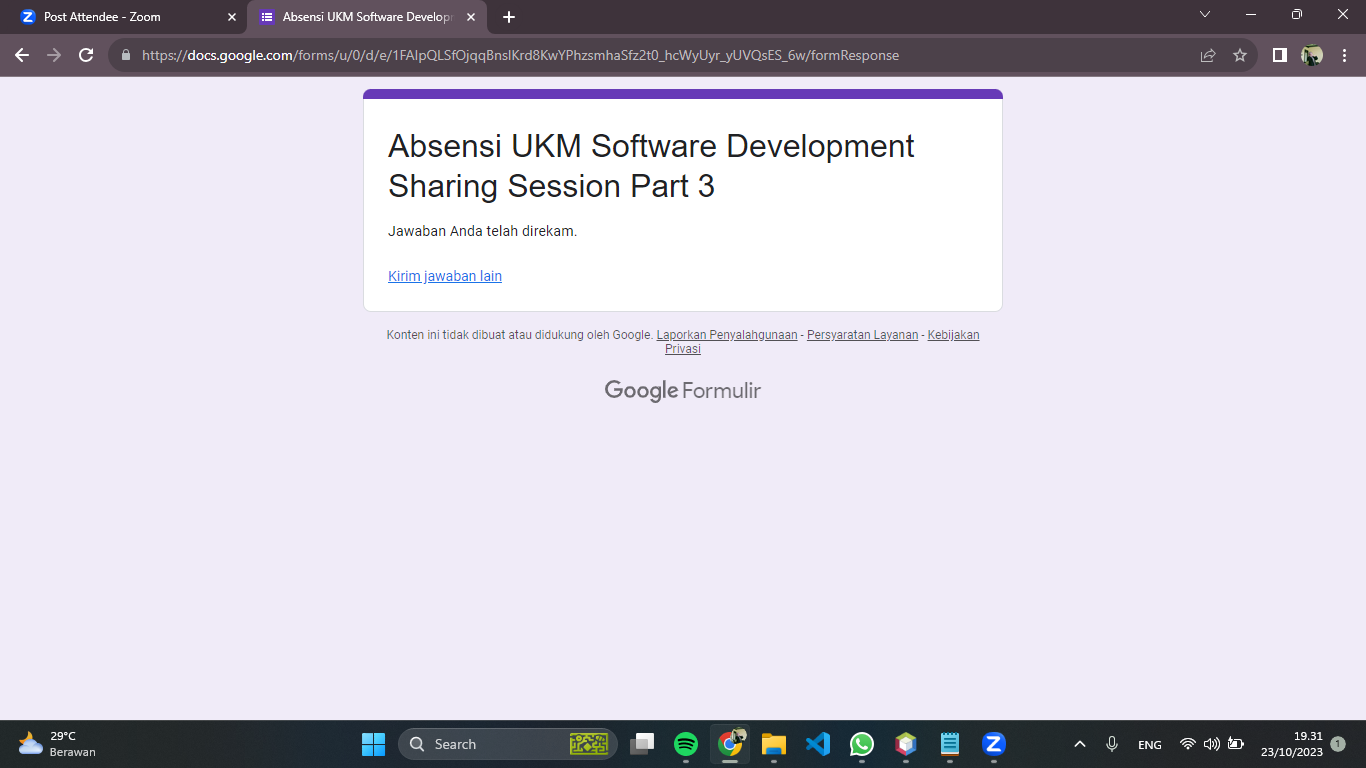 Post Attendee - Zoom
Absensi UKM Software Develop
https://docs.google.com/forms/u/0/d/e/1FAIpQLSfOjqqBnsIKrd8KwYPhzsmhaSfz2t0_hcWyUyr_yUVQsES_6w/formResponse
Absensi UKM Software Development
Sharing Session Part 3
Jawaban Anda telah direkam.
Kirim jawaban lain
Konten ini tidak dibuat atau didukung oleh Google. Laporkan Penyalahgunaan - Persyaratan Layanan - Kebijakan
Privasi
Google Formulir
29°C
Berawan
Search
ENG
19.31
23/10/2023
1